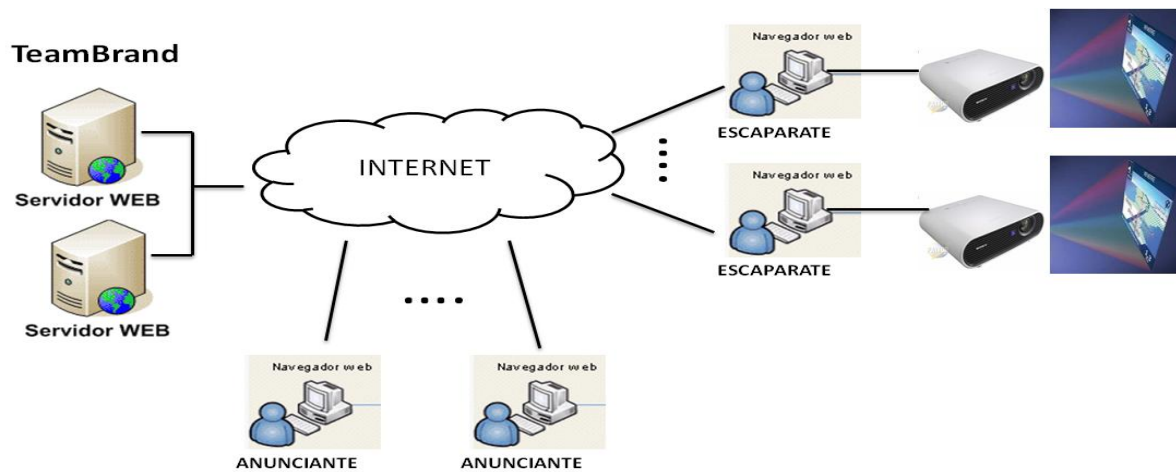 TeamBrand
Servidor WEB
Servidor WEB
INTERNET
Navegador web
ESCAPARATE
Navegador web
ESCAPARATE
Navegador web
ANUNCIANTE
Navegador web
ANUNCIANTE